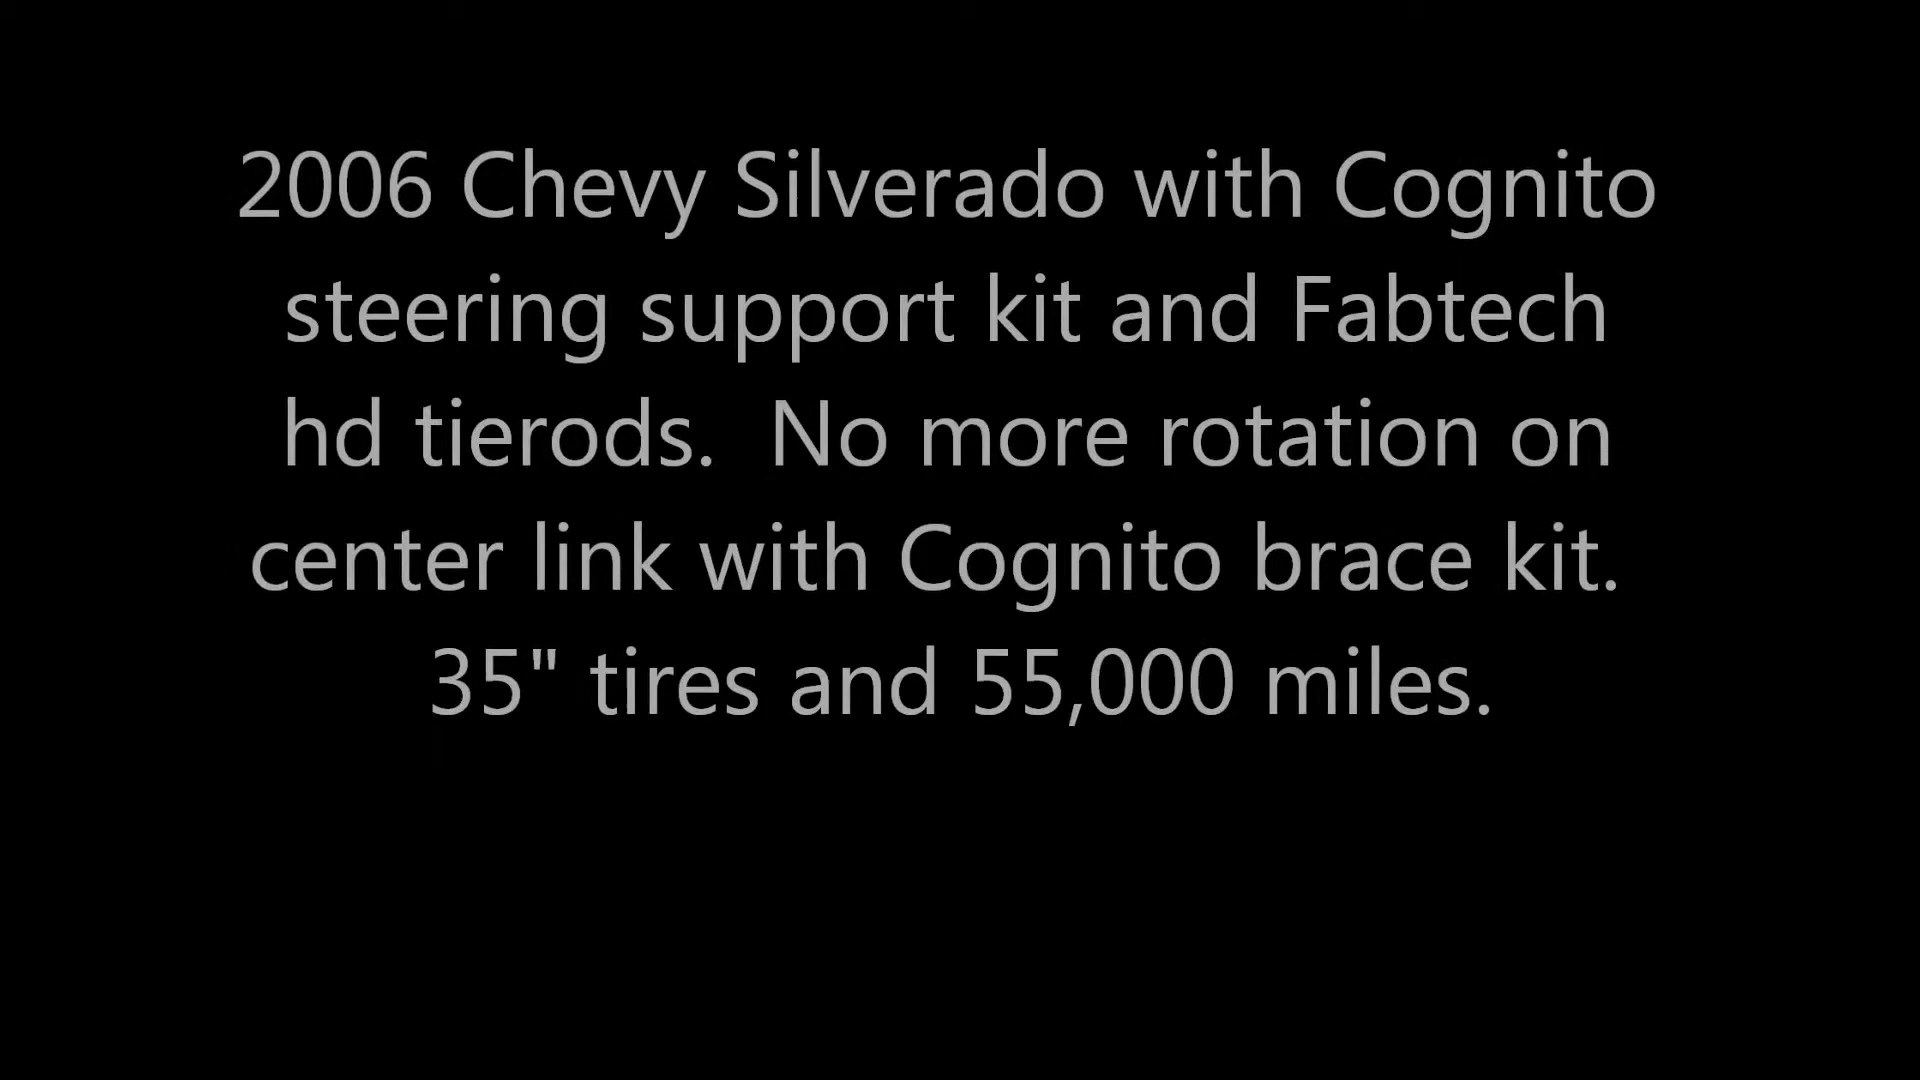 2006 Chevy Silverado with Cognito
steering support kit and Fabtech
hd tierods.  No more rotation on
center link with Cognito brace kit.
35" tires and 55,000 miles.